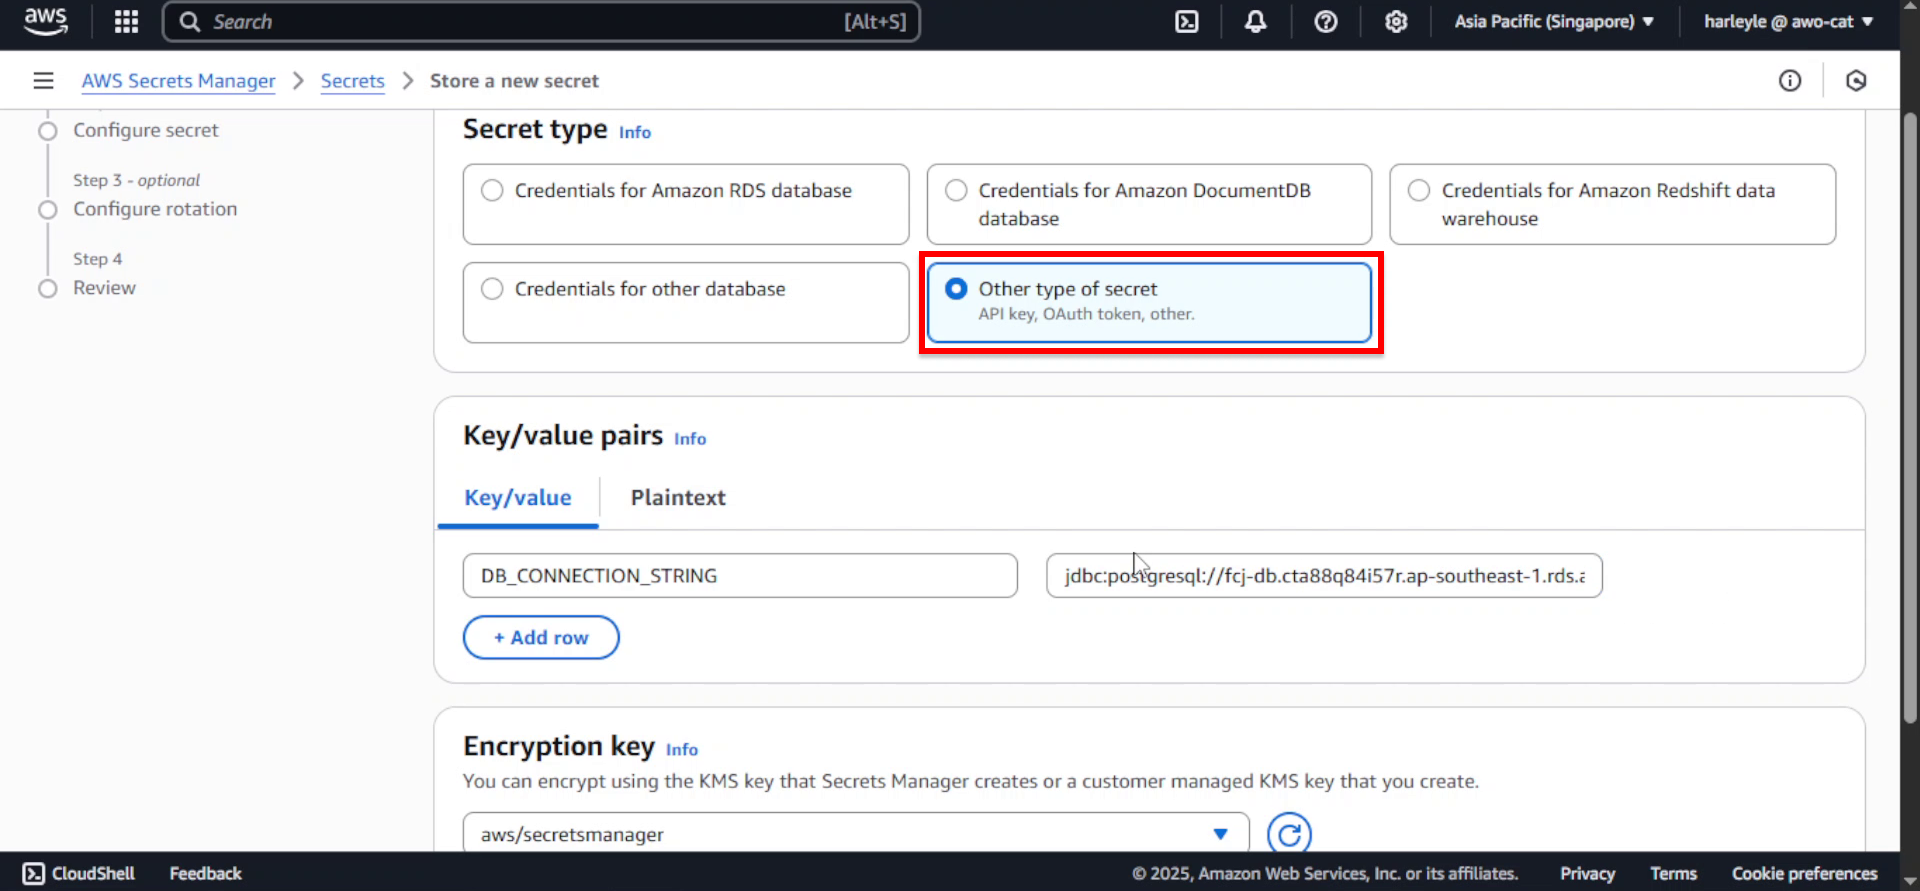 aws
Search
[Alt+S]
Asia Pacific (Singapore)
harleyle @ awo-cat
AWS Secrets Manager
Secrets
Store a new secret
Configure secret
Step 3 - optional
Configure rotation
Step 4
Review
Secret type Info
Credentials for Amazon RDS database
Credentials for Amazon DocumentDB
database
Credentials for Amazon Redshift data
warehouse
Credentials for other database
Other type of secret
API key, OAuth token, other.
Key/value pairs Info
Key/value
Plaintext
DB_CONNECTION_STRING
jdbc:postgresql://fcj-db.cta88q84i57r.ap-southeast-1.rds.a
+ Add row
Encryption key Info
You can encrypt using the KMS key that Secrets Manager creates or a customer managed KMS key that you create.
aws/secretsmanager
CloudShell
Feedback
© 2025, Amazon Web Services, Inc. or its affiliates.
Privacy
Terms
Cookie preferences